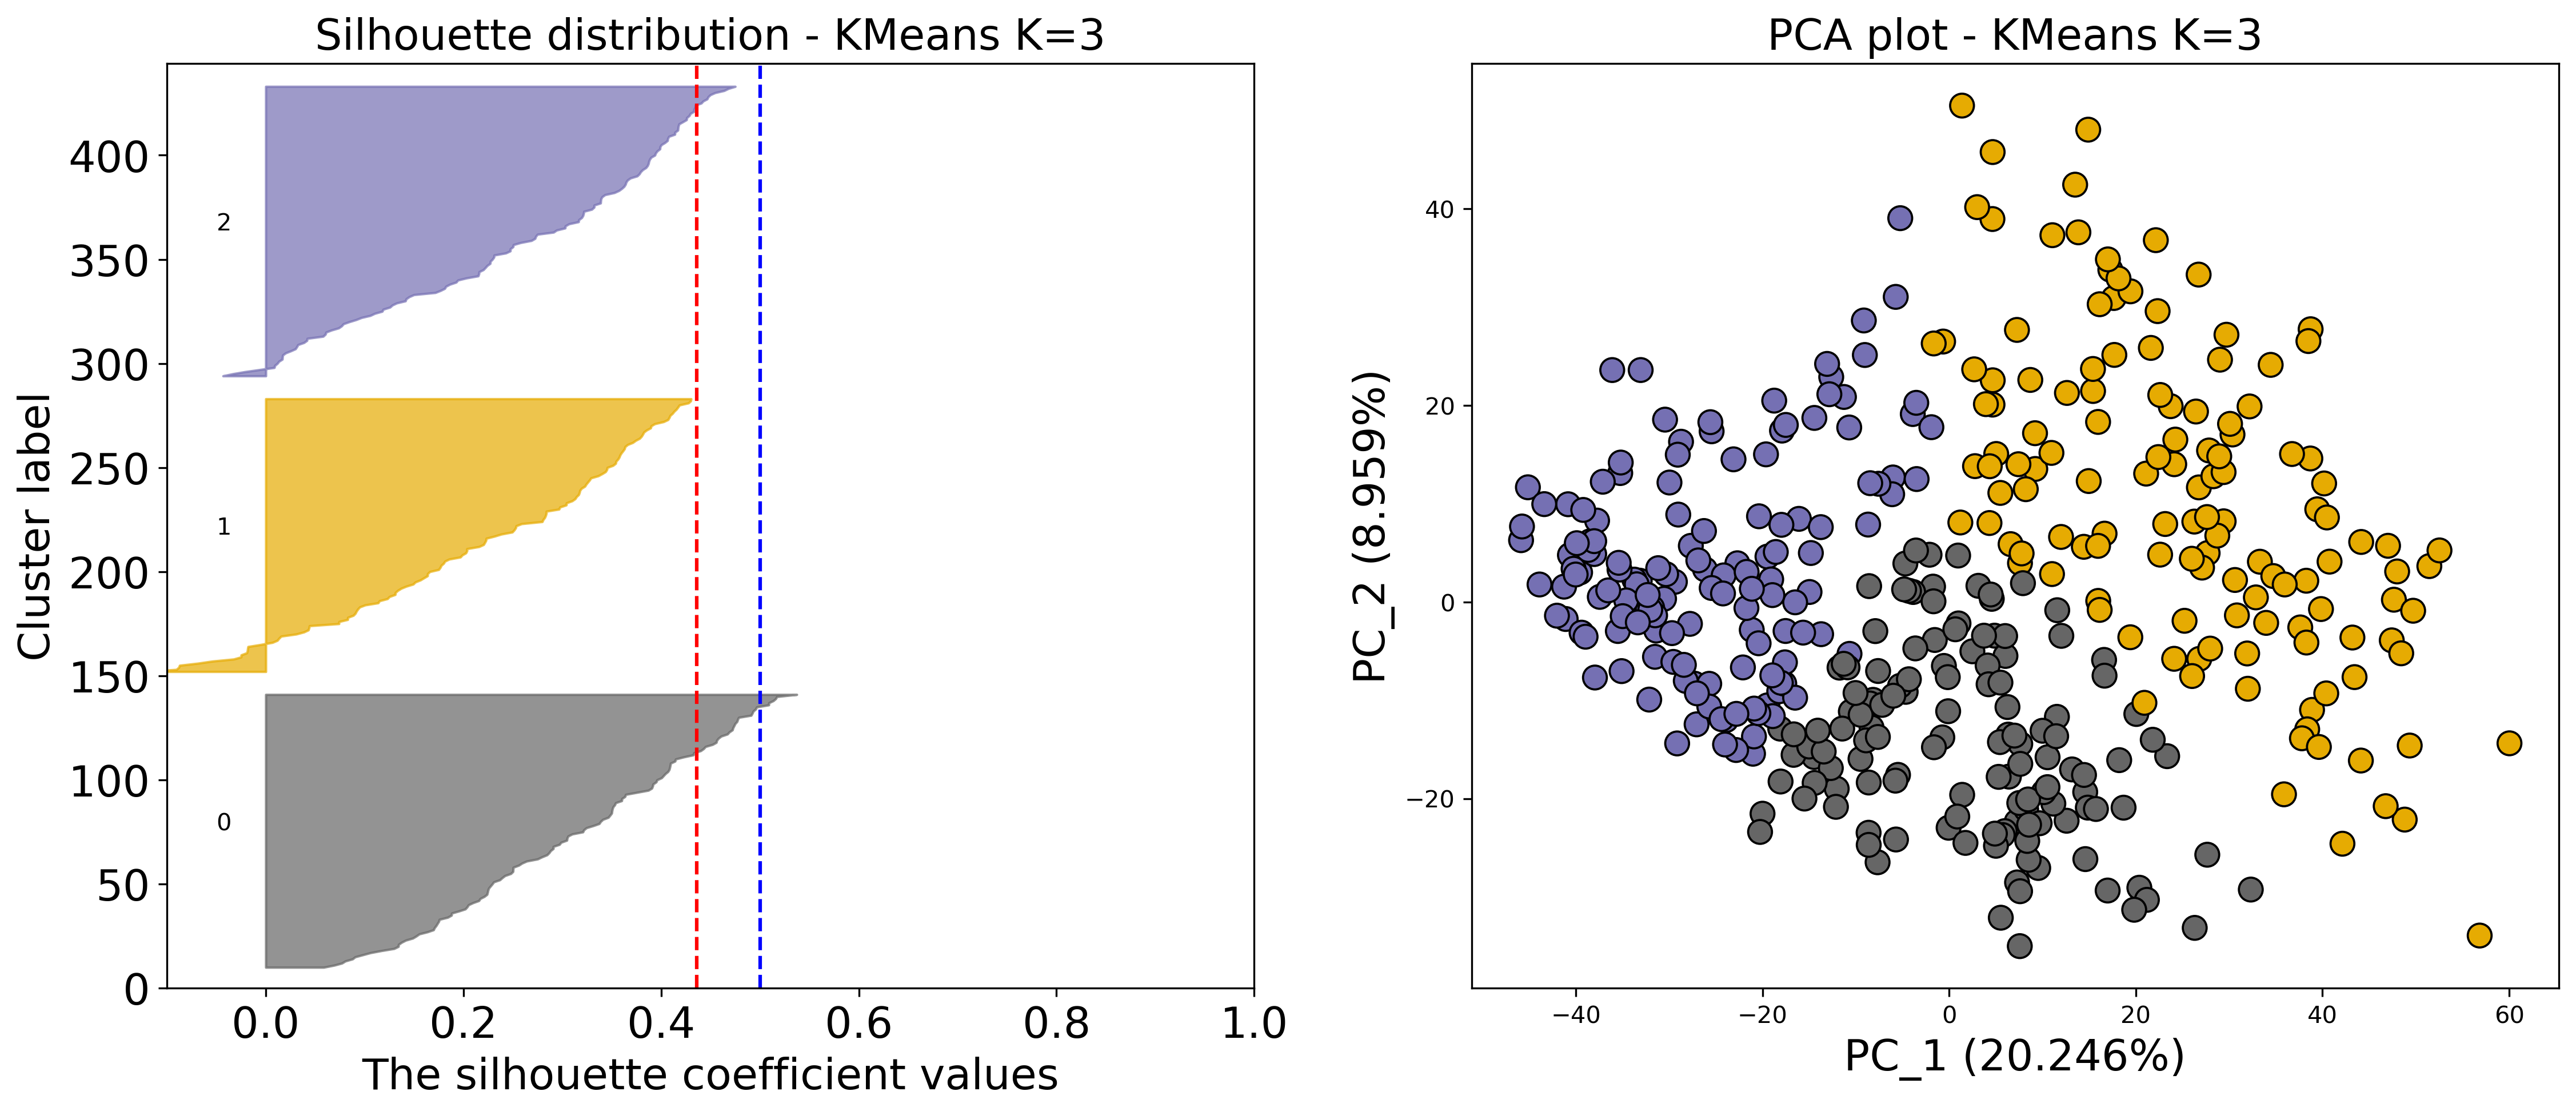 Silhouette distribution - KMeans K=3
Cluster label
400
350
300
250
200
150
100
50
0
2
1
0
0.0 0.2 0.4 0.6 0.8 1.0
The silhouette coefficient values
PCA plot - KMeans K=3
PC_2 (8.959%)
40
20
0
−20
−40 −20 0 20 40 60
PC_1 (20.246%)